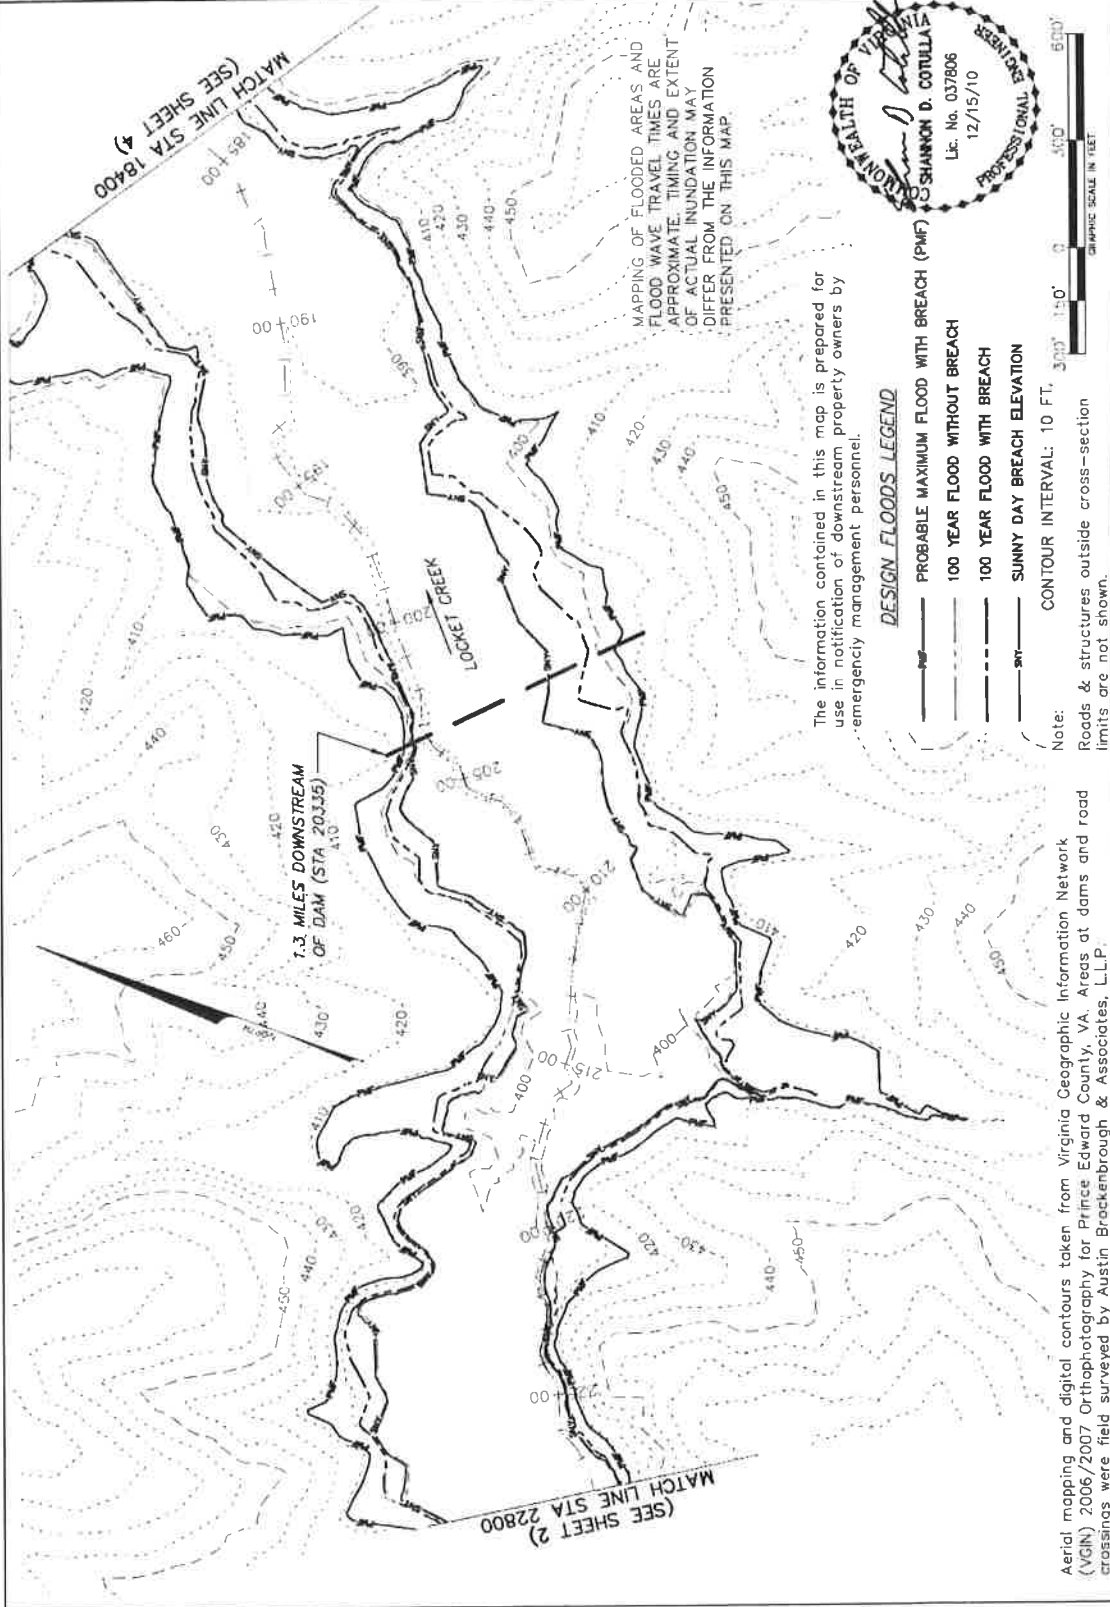 MATCH LINE STA 18400
(SEE SHEET 4)
185+00
190+00
195+00
200+00
205+00
210+00
215+00
LOCKET CREEK
1.3 MILES DOWNSTREAM
OF DAM (STA 20335)
MATCH LINE STA 22800
(SEE SHEET 2)
MAPPING OF FLOODED AREAS AND
FLOOD WAVE TRAVEL TIMES ARE
APPROXIMATE. TIMING AND EXTENT
OF ACTUAL INUNDATION MAY
DIFFER FROM THE INFORMATION
PRESENTED ON THIS MAP
The information contained in this map is prepared for
use in notification of downstream property owners by
emergenciy management personnel.
DESIGN FLOODS LEGEND
PMF PROBABLE MAXIMUM FLOOD WITH BREACH (PMF)
100 YEAR FLOOD WITHOUT BREACH
100 YEAR FLOOD WITH BREACH
SNY SUNNY DAY BREACH ELEVATION
CONTOUR INTERVAL: 10 FT.
Note:
Roads & structures outside cross-section
limits are not shown.
COMMONWEALTH OF VIRGINIA
SHANNON D. COTULLA
Lic. No. 037806
12/15/10
PROFESSIONAL ENGINEER
300' 150' 0 300' 600'
GRAPHIC SCALE IN FEET
Aerial mapping and digital contours taken from Virginia Geographic Information Network
(VGIN) 2006/2007 Orthophotography for Prince Edward County, VA. Areas at dams and road
crossings were field surveyed by Austin Brockenbrough & Associates, L.L.P.